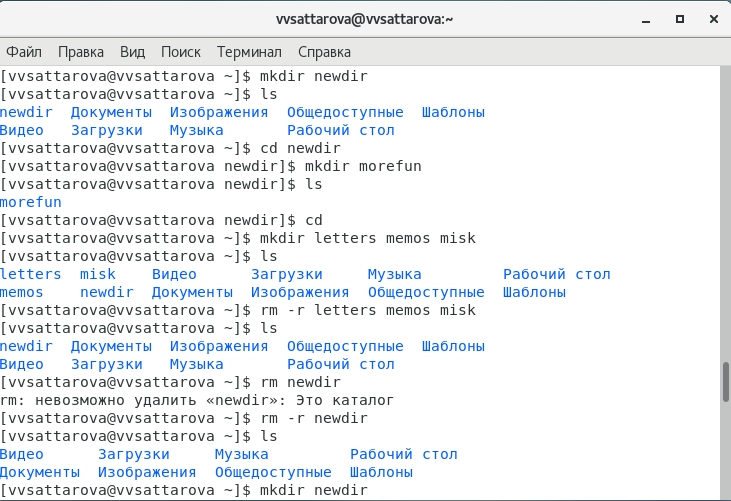 vvsattarova@vvsattarova:~
Файл Правка Вид Поиск Терминал Справка
[vvsattarova@vvsattarova ~]$ mkdir newdir
[vvsattarova@vvsattarova ~]$ ls
newdir  Документы  Изображения  Общедоступные  Шаблоны
Видео   Загрузки   Музыка       Рабочий стол
[vvsattarova@vvsattarova ~]$ cd newdir
[vvsattarova@vvsattarova newdir]$ mkdir morefun
[vvsattarova@vvsattarova newdir]$ ls
morefun
[vvsattarova@vvsattarova newdir]$ cd
[vvsattarova@vvsattarova ~]$ mkdir letters memos misk
[vvsattarova@vvsattarova ~]$ ls
letters  misk    Видео      Загрузки     Музыка         Рабочий стол
memos    newdir  Документы  Изображения  Общедоступные  Шаблоны
[vvsattarova@vvsattarova ~]$ rm -r letters memos misk
[vvsattarova@vvsattarova ~]$ ls
newdir  Документы  Изображения  Общедоступные  Шаблоны
Видео   Загрузки   Музыка       Рабочий стол
[vvsattarova@vvsattarova ~]$ rm newdir
rm: невозможно удалить «newdir»: Это каталог
[vvsattarova@vvsattarova ~]$ rm -r newdir
[vvsattarova@vvsattarova ~]$ ls
Видео      Загрузки     Музыка         Рабочий стол
Документы  Изображения  Общедоступные  Шаблоны
[vvsattarova@vvsattarova ~]$ mkdir newdir